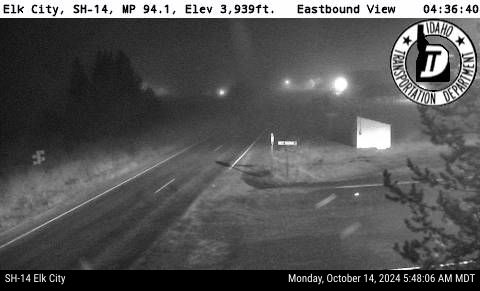 Elk City, SH-14, MP 94.1, Elev 3,939ft. Eastbound View 04:36:40
IDAHO
TRANSPORTATION DEPARTMENT
SH-14 Elk City Monday, October 14, 2024 5:48:06 AM MDT